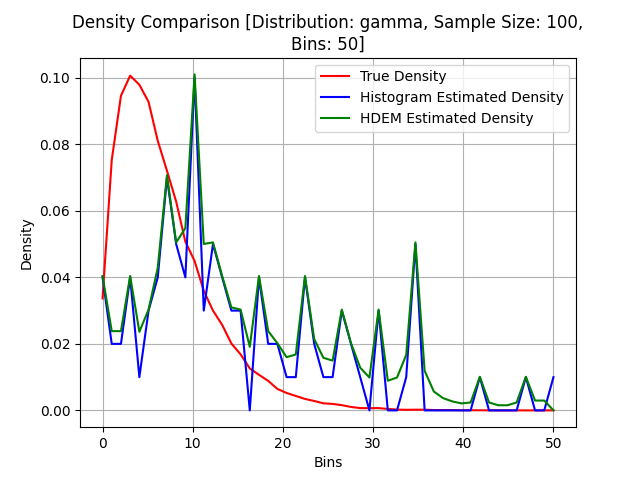 Density Comparison [Distribution: gamma, Sample Size: 100,
Bins: 50]
True Density
Histogram Estimated Density
HDEM Estimated Density
Density
0.10
0.08
0.06
0.04
0.02
0.00
0 10 20 30 40 50
Bins